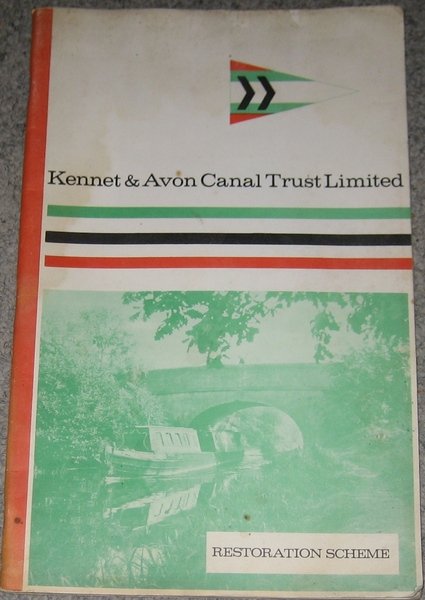 Kennet & Avon Canal Trust Limited
RESTORATION SCHEME